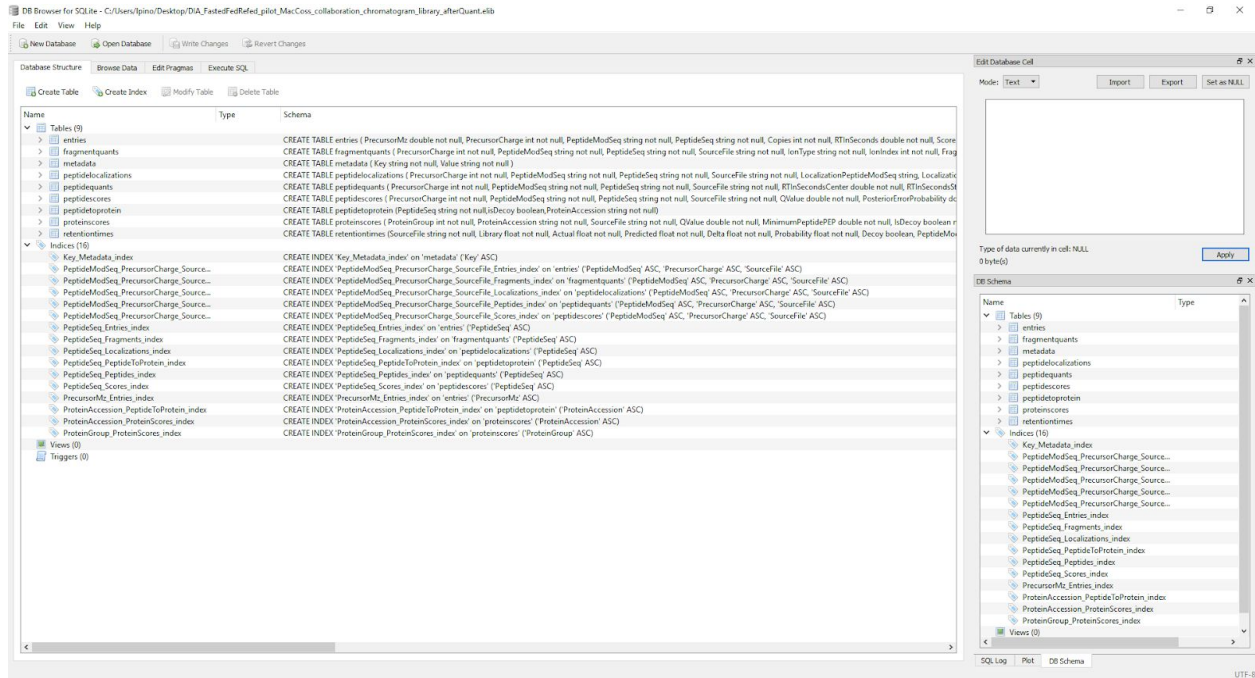 DB Browser for SQLite - C:/Users/lpino/Desktop/DIA_FastedFedRefed_pilot_MacCoss_collaboration_chromatogram_library_afterQuant.elib
File Edit View Help
New Database Open Database Write Changes Revert Changes
Database Structure Browse Data Edit Pragmas Execute SQL
Create Table Create Index Modify Table Delete Table
Name Type Schema
Tables (9)
entries CREATE TABLE entries ( PrecursorMz double not null, PrecursorCharge int not null, PeptideModSeq string not null, PeptideSeq string not null, Copies int not null, RTInSeconds double not null, Score
fragmentquants CREATE TABLE fragmentquants ( PrecursorCharge int not null, PeptideModSeq string not null, PeptideSeq string not null, SourceFile string not null, IonType string not null, IonIndex int not null, Frag
metadata CREATE TABLE metadata ( Key string not null, Value string not null )
peptidelocalizations CREATE TABLE peptidelocalizations ( PrecursorCharge int not null, PeptideModSeq string not null, PeptideSeq string not null, SourceFile string not null, LocalizationPeptideModSeq string, Localizatic
peptidequants CREATE TABLE peptidequants ( PrecursorCharge int not null, PeptideModSeq string not null, PeptideSeq string not null, SourceFile string not null, RTInSecondsCenter double not null, RTInSecondsSt
peptidescores CREATE TABLE peptidescores ( PrecursorCharge int not null, PeptideModSeq string not null, PeptideSeq string not null, SourceFile string not null, QValue double not null, PosteriorErrorProbability dc
peptidetoprotein CREATE TABLE peptidetoprotein (PeptideSeq string not null,isDecoy boolean,ProteinAccession string not null)
proteinscores CREATE TABLE proteinscores ( ProteinGroup int not null, ProteinAccession string not null, SourceFile string not null, QValue double not null, MinimumPeptidePEP double not null, IsDecoy boolean n
retentiontimes CREATE TABLE retentiontimes (SourceFile string not null, Library float not null, Actual float not null, Predicted float not null, Delta float not null, Probability float not null, Decoy boolean, PeptideMo
Indices (16)
Key_Metadata_index CREATE INDEX 'Key_Metadata_index' on 'metadata' ('Key' ASC)
PeptideModSeq_PrecursorCharge_Source... CREATE INDEX 'PeptideModSeq_PrecursorCharge_SourceFile_Entries_index' on 'entries' ('PeptideModSeq' ASC, 'PrecursorCharge' ASC, 'SourceFile' ASC)
PeptideModSeq_PrecursorCharge_Source... CREATE INDEX 'PeptideModSeq_PrecursorCharge_SourceFile_Fragments_index' on 'fragmentquants' ('PeptideModSeq' ASC, 'PrecursorCharge' ASC, 'SourceFile' ASC)
PeptideModSeq_PrecursorCharge_Source... CREATE INDEX 'PeptideModSeq_PrecursorCharge_SourceFile_Localizations_index' on 'peptidelocalizations' ('PeptideModSeq' ASC, 'PrecursorCharge' ASC, 'SourceFile' ASC)
PeptideModSeq_PrecursorCharge_Source... CREATE INDEX 'PeptideModSeq_PrecursorCharge_SourceFile_Peptides_index' on 'peptidequants' ('PeptideModSeq' ASC, 'PrecursorCharge' ASC, 'SourceFile' ASC)
PeptideModSeq_PrecursorCharge_Source... CREATE INDEX 'PeptideModSeq_PrecursorCharge_SourceFile_Scores_index' on 'peptidescores' ('PeptideModSeq' ASC, 'PrecursorCharge' ASC, 'SourceFile' ASC)
PeptideSeq_Entries_index CREATE INDEX 'PeptideSeq_Entries_index' on 'entries' ('PeptideSeq' ASC)
PeptideSeq_Fragments_index CREATE INDEX 'PeptideSeq_Fragments_index' on 'fragmentquants' ('PeptideSeq' ASC)
PeptideSeq_Localizations_index CREATE INDEX 'PeptideSeq_Localizations_index' on 'peptidelocalizations' ('PeptideSeq' ASC)
PeptideSeq_PeptideToProtein_index CREATE INDEX 'PeptideSeq_PeptideToProtein_index' on 'peptidetoprotein' ('PeptideSeq' ASC)
PeptideSeq_Peptides_index CREATE INDEX 'PeptideSeq_Peptides_index' on 'peptidequants' ('PeptideSeq' ASC)
PeptideSeq_Scores_index CREATE INDEX 'PeptideSeq_Scores_index' on 'peptidescores' ('PeptideSeq' ASC)
PrecursorMz_Entries_index CREATE INDEX 'PrecursorMz_Entries_index' on 'entries' ('PrecursorMz' ASC)
ProteinAccession_PeptideToProtein_index CREATE INDEX 'ProteinAccession_PeptideToProtein_index' on 'peptidetoprotein' ('ProteinAccession' ASC)
ProteinAccession_ProteinScores_index CREATE INDEX 'ProteinAccession_ProteinScores_index' on 'proteinscores' ('ProteinAccession' ASC)
ProteinGroup_ProteinScores_index CREATE INDEX 'ProteinGroup_ProteinScores_index' on 'proteinscores' ('ProteinGroup' ASC)
Views (0)
Triggers (0)
Edit Database Cell
Mode: Text Import Export Set as NULL
Type of data currently in cell: NULL
0 byte(s)
Apply
DB Schema
Name Type
Tables (9)
entries
fragmentquants
metadata
peptidelocalizations
peptidequants
peptidescores
peptidetoprotein
proteinscores
retentiontimes
Indices (16)
Key_Metadata_index
PeptideModSeq_PrecursorCharge_Source...
PeptideModSeq_PrecursorCharge_Source...
PeptideModSeq_PrecursorCharge_Source...
PeptideModSeq_PrecursorCharge_Source...
PeptideModSeq_PrecursorCharge_Source...
PeptideSeq_Entries_index
PeptideSeq_Fragments_index
PeptideSeq_Localizations_index
PeptideSeq_PeptideToProtein_index
PeptideSeq_Peptides_index
PeptideSeq_Scores_index
PrecursorMz_Entries_index
ProteinAccession_PeptideToProtein_index
ProteinAccession_ProteinScores_index
ProteinGroup_ProteinScores_index
Views (0)
SQL Log Plot DB Schema
UTF-8